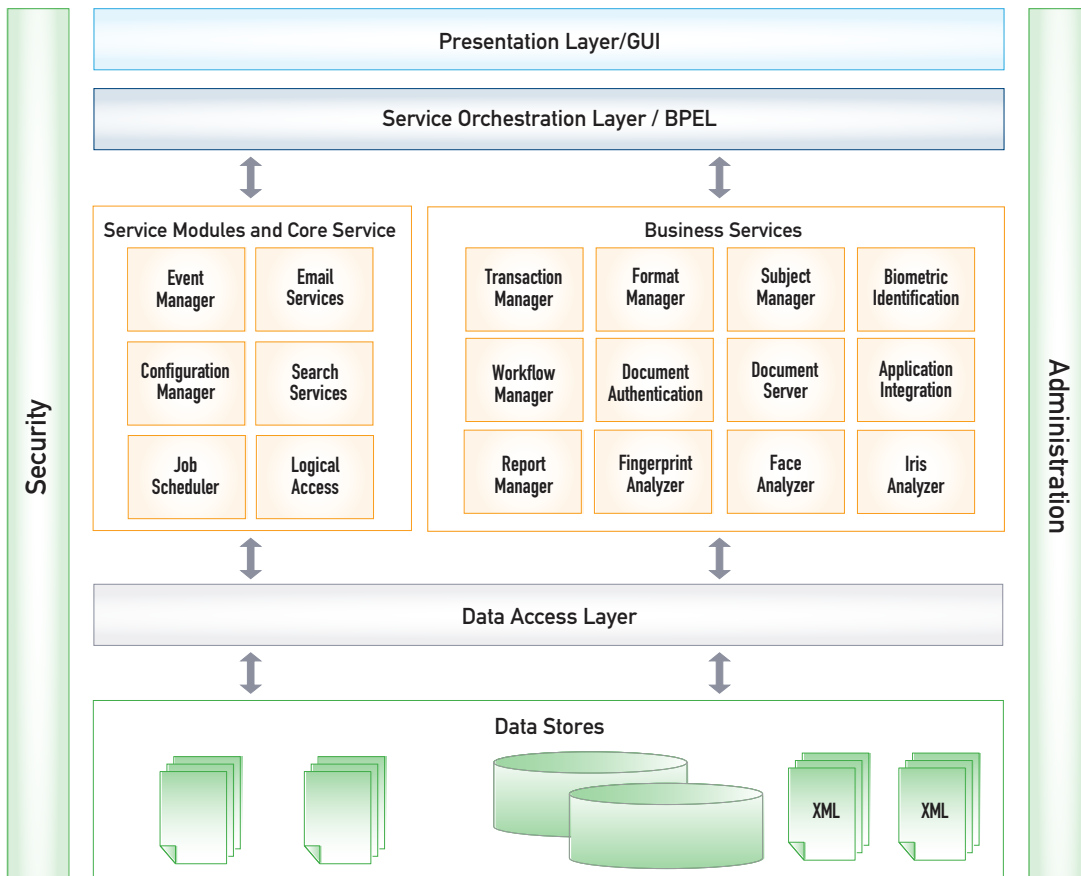 Presentation Layer/GUI
Service Orchestration Layer / BPEL
Security
Administration
Service Modules and Core Service
Event
Manager
Email
Services
Configuration
Manager
Search
Services
Job
Scheduler
Logical
Access
Business Services
Transaction
Manager
Format
Manager
Subject
Manager
Biometric
Identification
Workflow
Manager
Document
Authentication
Document
Server
Application
Integration
Report
Manager
Fingerprint
Analyzer
Face
Analyzer
Iris
Analyzer
Data Access Layer
Data Stores
XML
XML